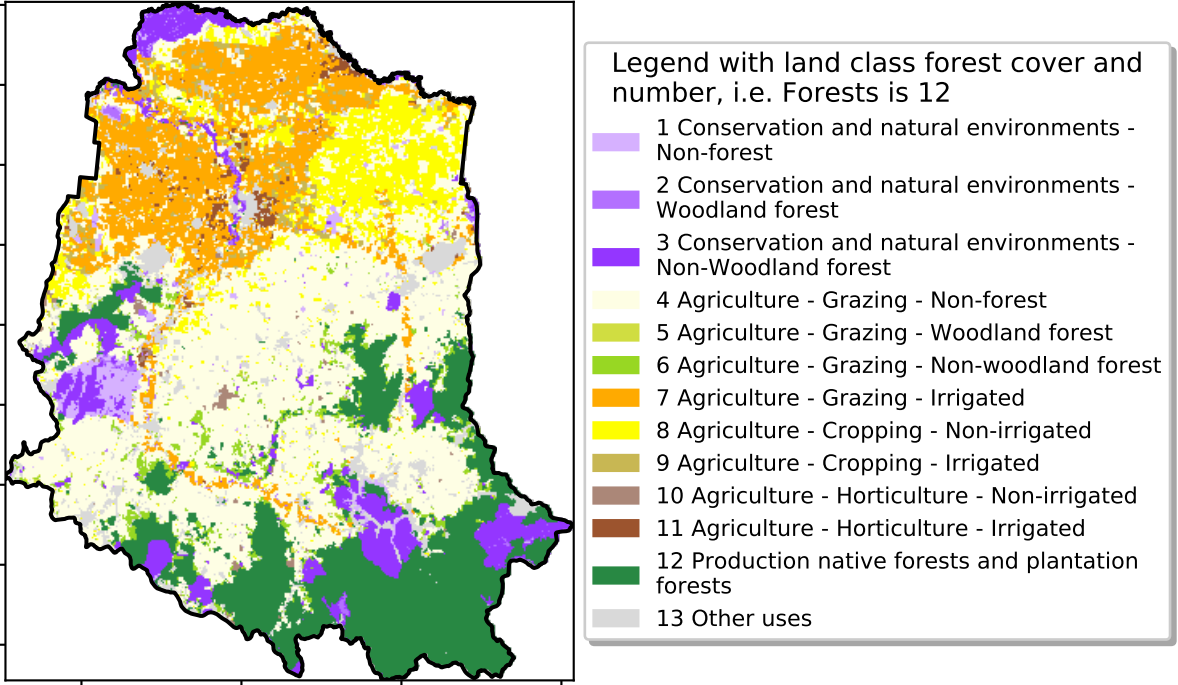 Legend with land class forest cover and
number, i.e. Forests is 12
1 Conservation and natural environments -
Non-forest
2 Conservation and natural environments -
Woodland forest
3 Conservation and natural environments -
Non-Woodland forest
4 Agriculture - Grazing - Non-forest
5 Agriculture - Grazing - Woodland forest
6 Agriculture - Grazing - Non-woodland forest
7 Agriculture - Grazing - Irrigated
8 Agriculture - Cropping - Non-irrigated
9 Agriculture - Cropping - Irrigated
10 Agriculture - Horticulture - Non-irrigated
11 Agriculture - Horticulture - Irrigated
12 Production native forests and plantation
forests
13 Other uses